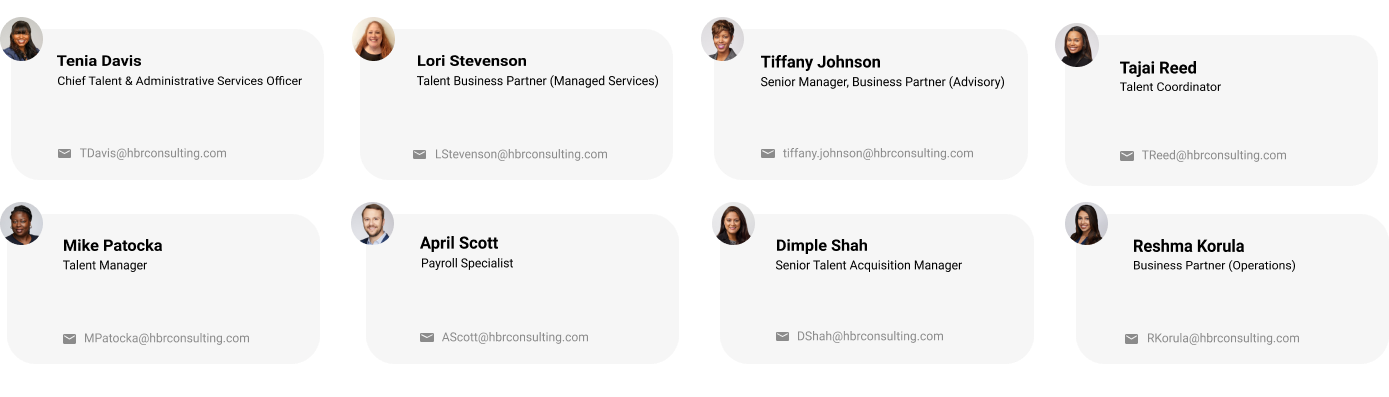 Tenia Davis
Chief Talent & Administrative Services Officer
TDavis@hbrconsulting.com
Lori Stevenson
Talent Business Partner (Managed Services)
LStevenson@hbrconsulting.com
Tiffany Johnson
Senior Manager, Business Partner (Advisory)
tiffany.johnson@hbrconsulting.com
Tajai Reed
Talent Coordinator
TReed@hbrconsulting.com
Mike Patocka
Talent Manager
MPatocka@hbrconsulting.com
April Scott
Payroll Specialist
AScott@hbrconsulting.com
Dimple Shah
Senior Talent Acquisition Manager
DShah@hbrconsulting.com
Reshma Korula
Business Partner (Operations)
RKorula@hbrconsulting.com